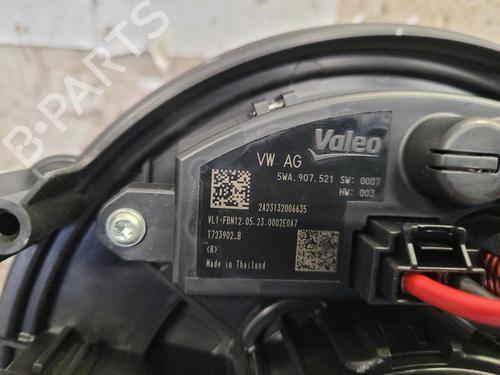 B-PARTS
Valeo
VW AG
5WA.907.521 SW: 0007
HW: 003
2A23132006635
VL1-FBN12.05.23.0002E0A7
T723902.B
<R>
Made in Thailand